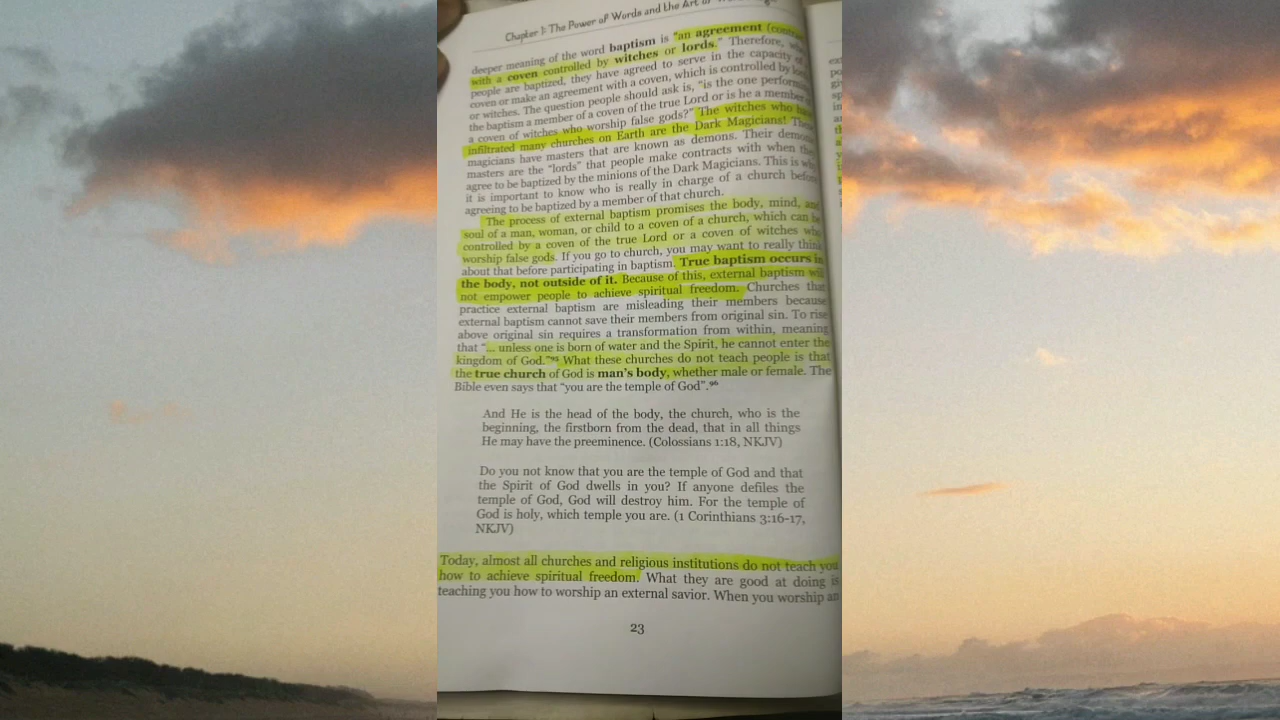 Chapter 1: The Power of Words and the Art of
deeper meaning of the word baptism is "an agreement
with a coven controlled by witches or lords." Therefore,
people are baptized, they have agreed to serve in the capacity of
coven or make an agreement with a coven, which is controlled by
or witches. The question people should ask is, "is the one
the baptism a member of a coven of the true Lord or is he a member
a coven of witches who worship false gods?" The witches who
infiltrated many churches on Earth are the Dark Magicians!
magicians have masters that are known as demons. Their
masters are the "lords" that people make contracts with when
agree to be baptized by the minions of the Dark Magicians. This is
it is important to know who is really in charge of a church before
agreeing to be baptized by a member of that church.
The process of external baptism promises the body, mind,
soul of a man, woman, or child to a coven of a church, which can
controlled by a coven of the true Lord or a coven of witches
worship false gods. If you go to church, you may want to really
about that before participating in baptism. True baptism occurs in
the body, not outside of it. Because of this, external baptism will
not empower people to achieve spiritual freedom. Churches that
practice external baptism are misleading their members because
external baptism cannot save their members from original sin. To rise
above original sin requires a transformation from within, meaning
that "... unless one is born of water and the Spirit, he cannot enter the
kingdom of God."⁹⁵ What these churches do not teach people is that
the true church of God is man's body, whether male or female. The
Bible even says that "you are the temple of God".⁹⁶
And He is the head of the body, the church, who is the
beginning, the firstborn from the dead, that in all things
He may have the preeminence. (Colossians 1:18, NKJV)
Do you not know that you are the temple of God and that
the Spirit of God dwells in you? If anyone defiles the
temple of God, God will destroy him. For the temple of
God is holy, which temple you are. (1 Corinthians 3:16-17,
NKJV)
Today, almost all churches and religious institutions do not teach you
how to achieve spiritual freedom. What they are good at doing is
teaching you how to worship an external savior. When you worship an
23